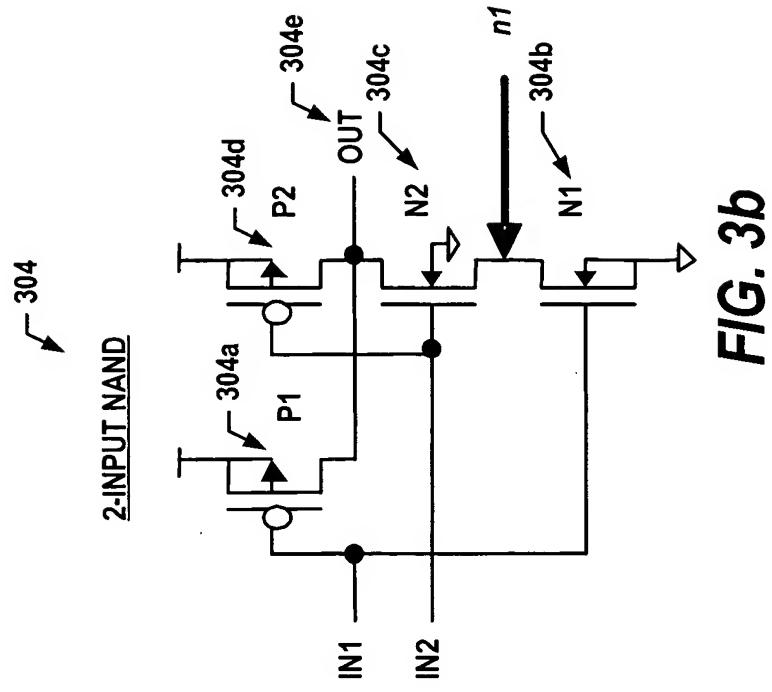 304
2-INPUT NAND
304a
P1
304d
P2
304e
OUT
304c
N2
n1
304b
N1
IN1
IN2
FIG. 3b